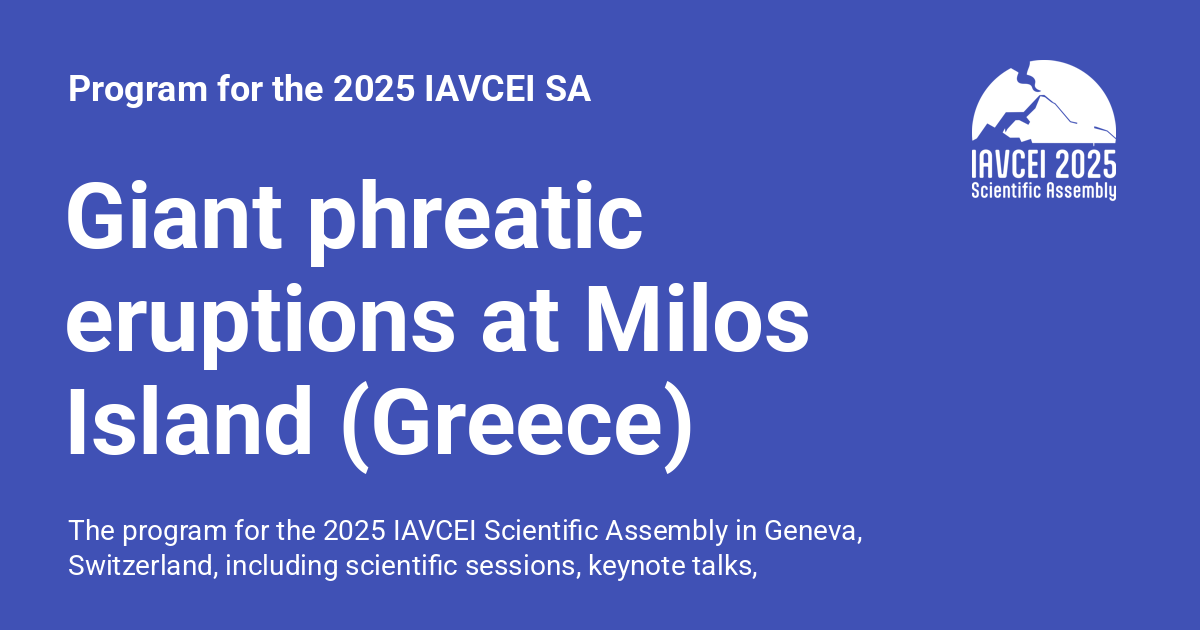 Program for the 2025 IAVCEI SA
IAVCEI 2025
Scientific Assembly
Giant phreatic
eruptions at Milos
Island (Greece)
The program for the 2025 IAVCEI Scientific Assembly in Geneva,
Switzerland, including scientific sessions, keynote talks,